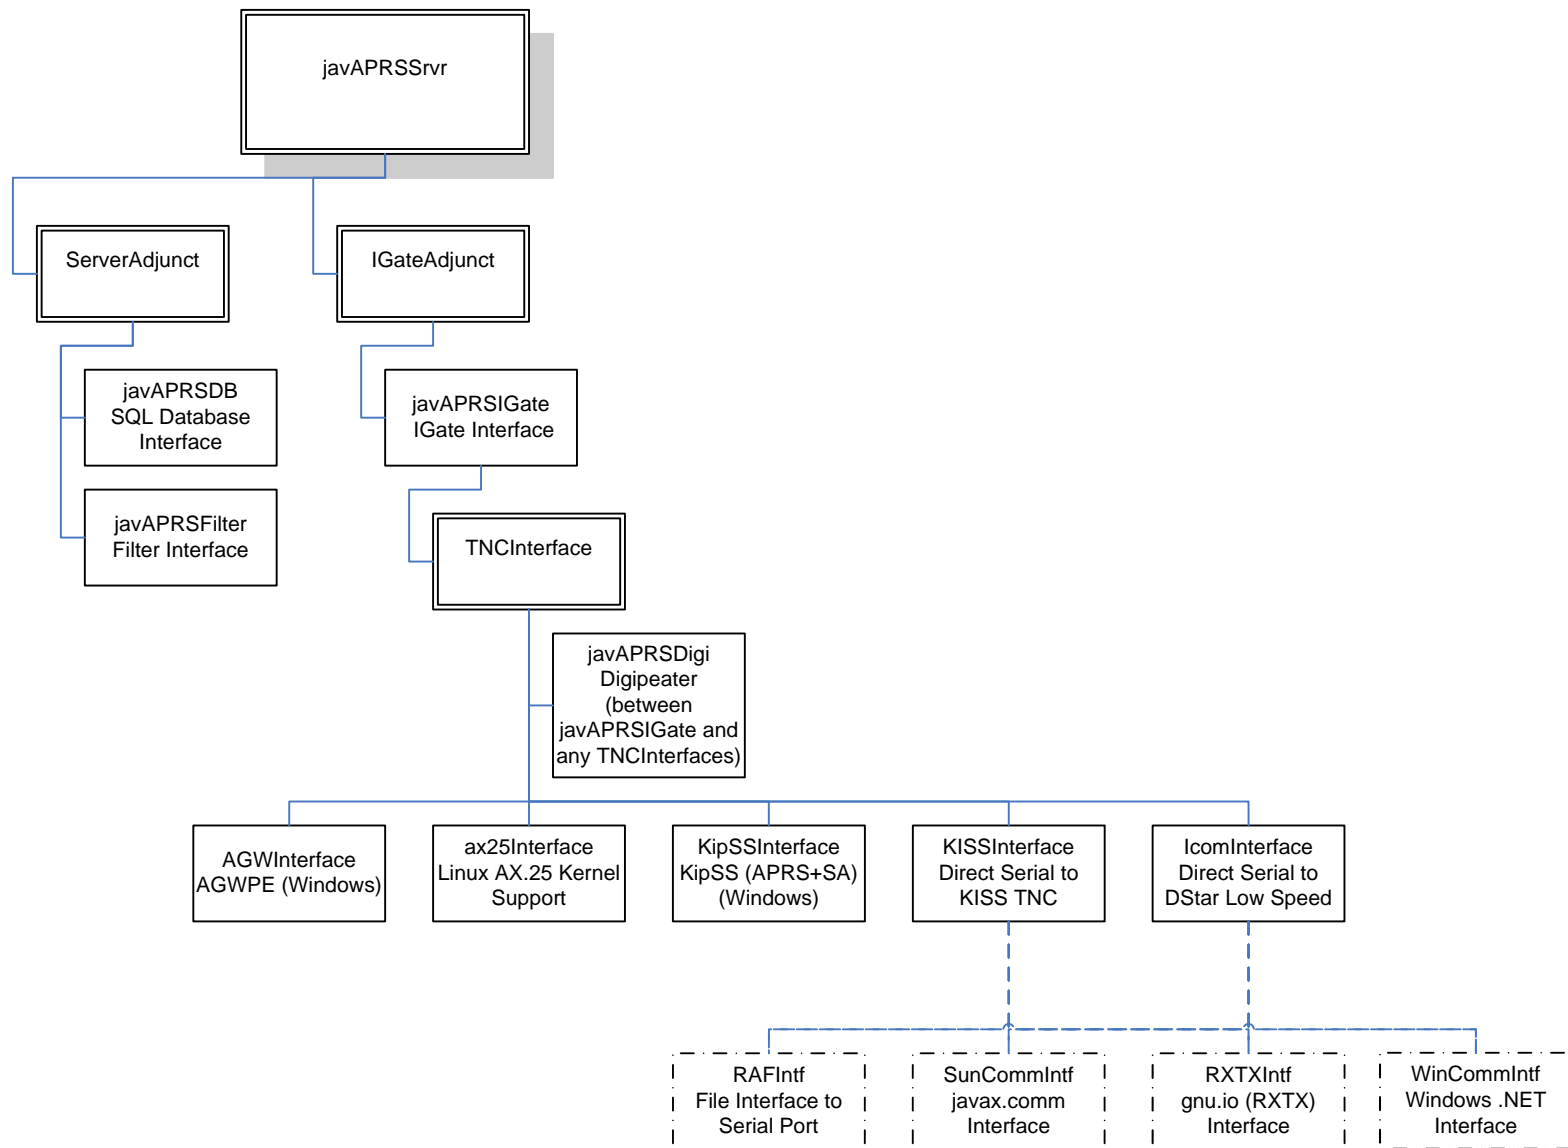 javAPRSSrvr
ServerAdjunct
IGateAdjunct
javAPRSDB
SQL Database
Interface
javAPRSIGate
IGate Interface
javAPRSFilter
Filter Interface
TNCInterface
javAPRSDigi
Digipeater
(between
javAPRSIGate and
any TNCInterfaces)
AGWInterface
AGWPE (Windows)
ax25Interface
Linux AX.25 Kernel
Support
KipSSInterface
KipSS (APRS+SA)
(Windows)
KISSInterface
Direct Serial to
KISS TNC
IcomInterface
Direct Serial to
DStar Low Speed
RAFIntf
File Interface to
Serial Port
SunCommIntf
javax.comm
Interface
RXTXIntf
gnu.io (RXTX)
Interface
WinCommIntf
Windows .NET
Interface